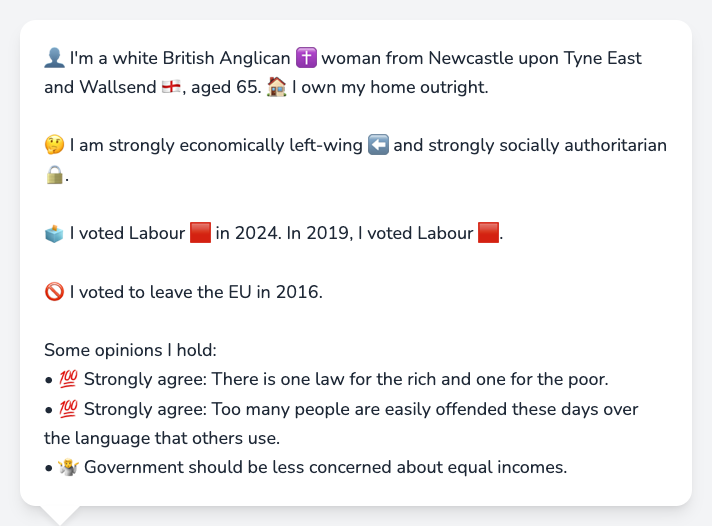 👤 I'm a white British Anglican ✝️ woman from Newcastle upon Tyne East
and Wallsend 🏴󠁧󠁢󠁥󠁮󠁧󠁿, aged 65. 🏠 I own my home outright.
🤔 I am strongly economically left-wing ⬅️ and strongly socially authoritarian
🔒.
🗳️ I voted Labour 🟥 in 2024. In 2019, I voted Labour 🟥.
🚫 I voted to leave the EU in 2016.
Some opinions I hold:
• 💯 Strongly agree: There is one law for the rich and one for the poor.
• 💯 Strongly agree: Too many people are easily offended these days over
the language that others use.
• 🤷 Government should be less concerned about equal incomes.